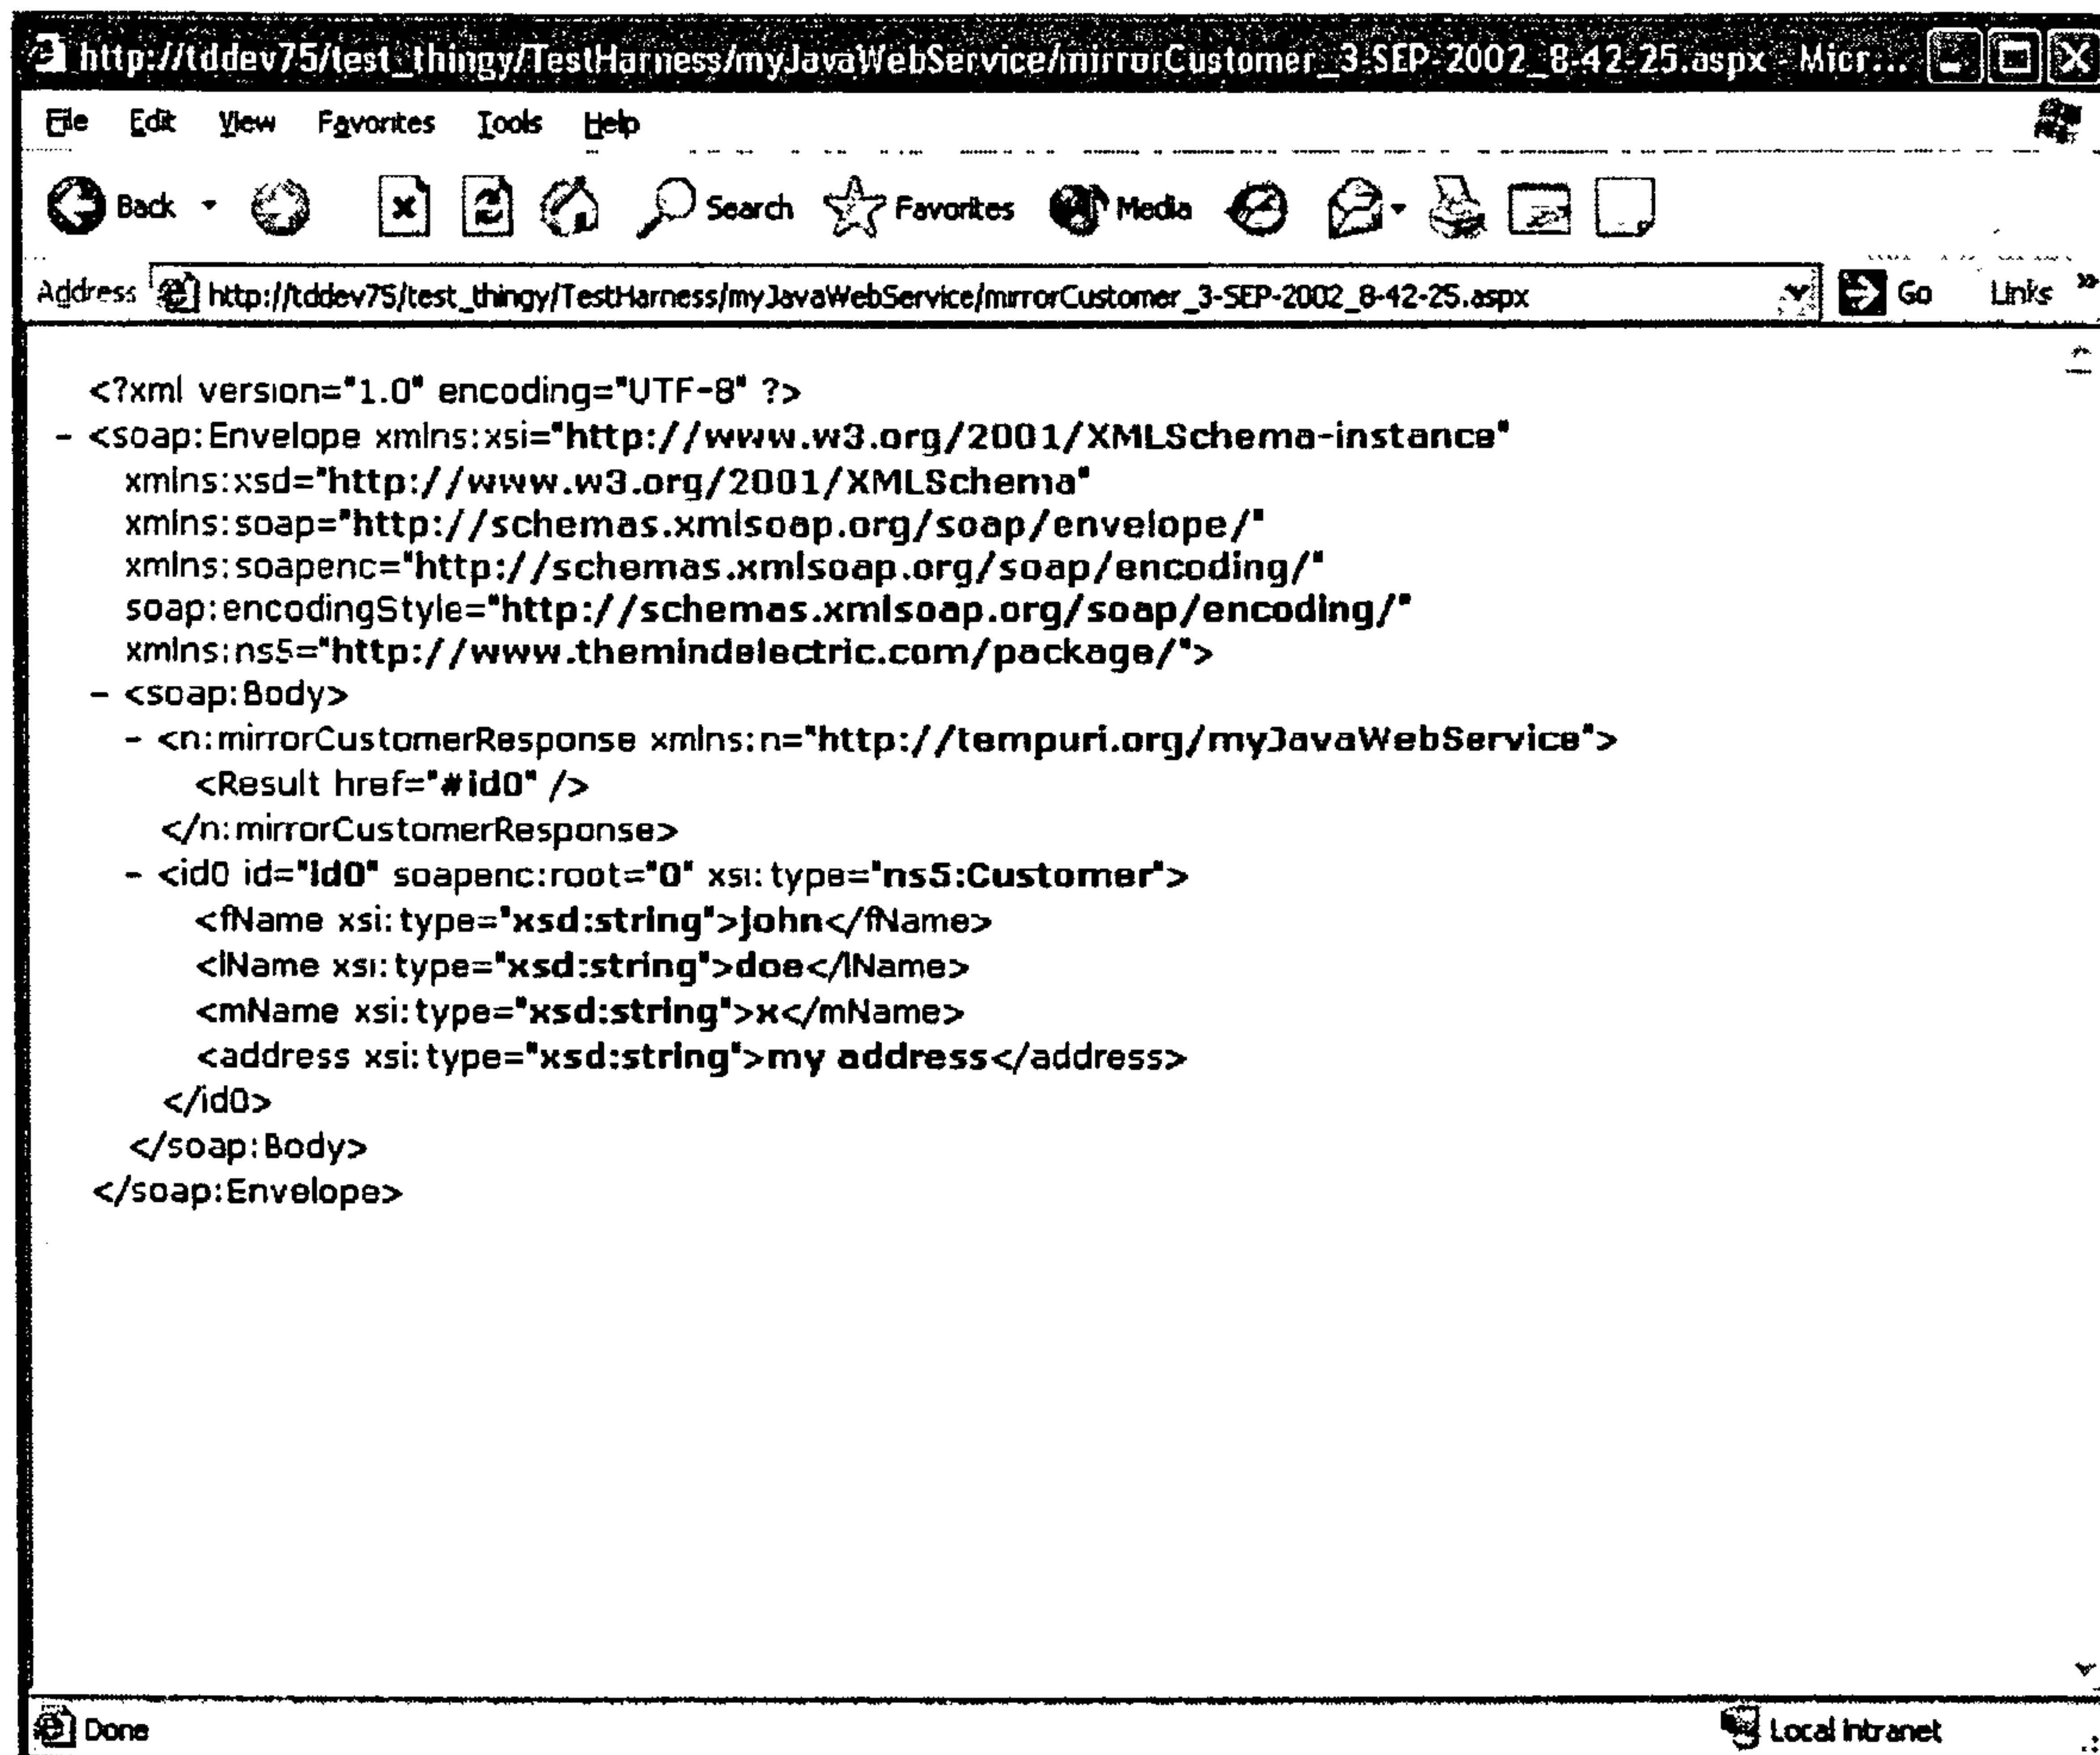 http://tddev75/test_thingy/TestHarness/myJavaWebService/mirrorCustomer_3-SEP-2002_8-42-25.aspx - Micr...
File Edit View Favorites Tools Help
Back Search Favorites Media
Address http://tddev75/test_thingy/TestHarness/myJavaWebService/mirrorCustomer_3-SEP-2002_8-42-25.aspx Go Links »
<?xml version="1.0" encoding="UTF-8" ?>
- <soap:Envelope xmlns:xsi="http://www.w3.org/2001/XMLSchema-instance"
xmlns:xsd="http://www.w3.org/2001/XMLSchema"
xmlns:soap="http://schemas.xmlsoap.org/soap/envelope/"
xmlns:soapenc="http://schemas.xmlsoap.org/soap/encoding/"
soap:encodingStyle="http://schemas.xmlsoap.org/soap/encoding/"
xmlns:ns5="http://www.themindelectric.com/package/">
- <soap:Body>
- <n:mirrorCustomerResponse xmlns:n="http://tempuri.org/myJavaWebService">
<Result href="#id0" />
</n:mirrorCustomerResponse>
- <id0 id="id0" soapenc:root="0" xsi:type="ns5:Customer">
<fName xsi:type="xsd:string">john</fName>
<lName xsi:type="xsd:string">doe</lName>
<mName xsi:type="xsd:string">x</mName>
<address xsi:type="xsd:string">my address</address>
</id0>
</soap:Body>
</soap:Envelope>
Done Local intranet